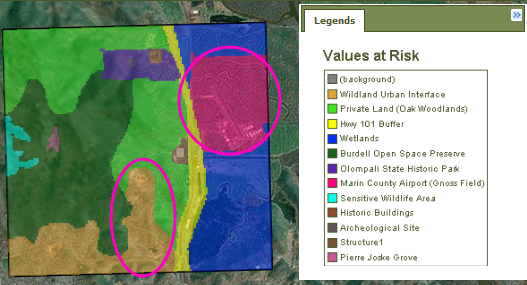 Legends
Values at Risk
(background)
Wildland Urban Interface
Private Land (Oak Woodlands)
Hwy 101 Buffer
Wetlands
Burdell Open Space Preserve
Olompali State Historic Park
Marin County Airport (Gnoss Field)
Sensitive Wildlife Area
Historic Buildings
Archeological Site
Structure1
Pierre Joske Grove